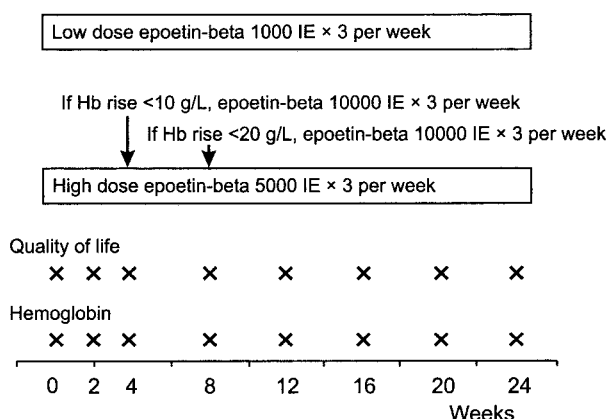 Low dose epoetin-beta 1000 IE × 3 per week
If Hb rise <10 g/L, epoetin-beta 10000 IE × 3 per week
If Hb rise <20 g/L, epoetin-beta 10000 IE × 3 per week
High dose epoetin-beta 5000 IE × 3 per week
Quality of life
× × × × × × × ×
Hemoglobin
× × × × × × × ×
0 2 4 8 12 16 20 24
Weeks